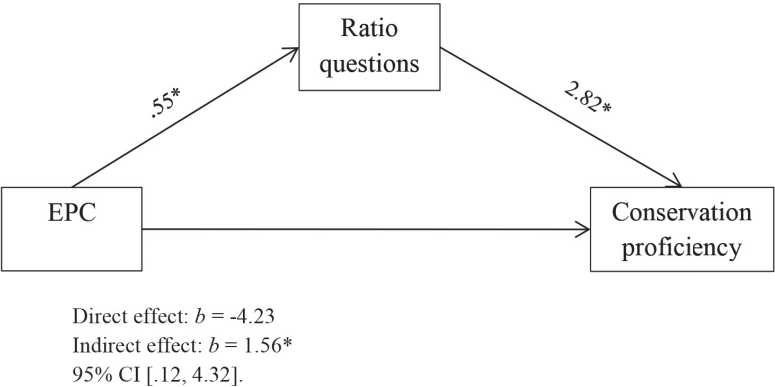 Ratio
questions
.55*
2.82*
EPC
Conservation
proficiency
Direct effect: b = -4.23
Indirect effect: b = 1.56*
95% CI [.12, 4.32].